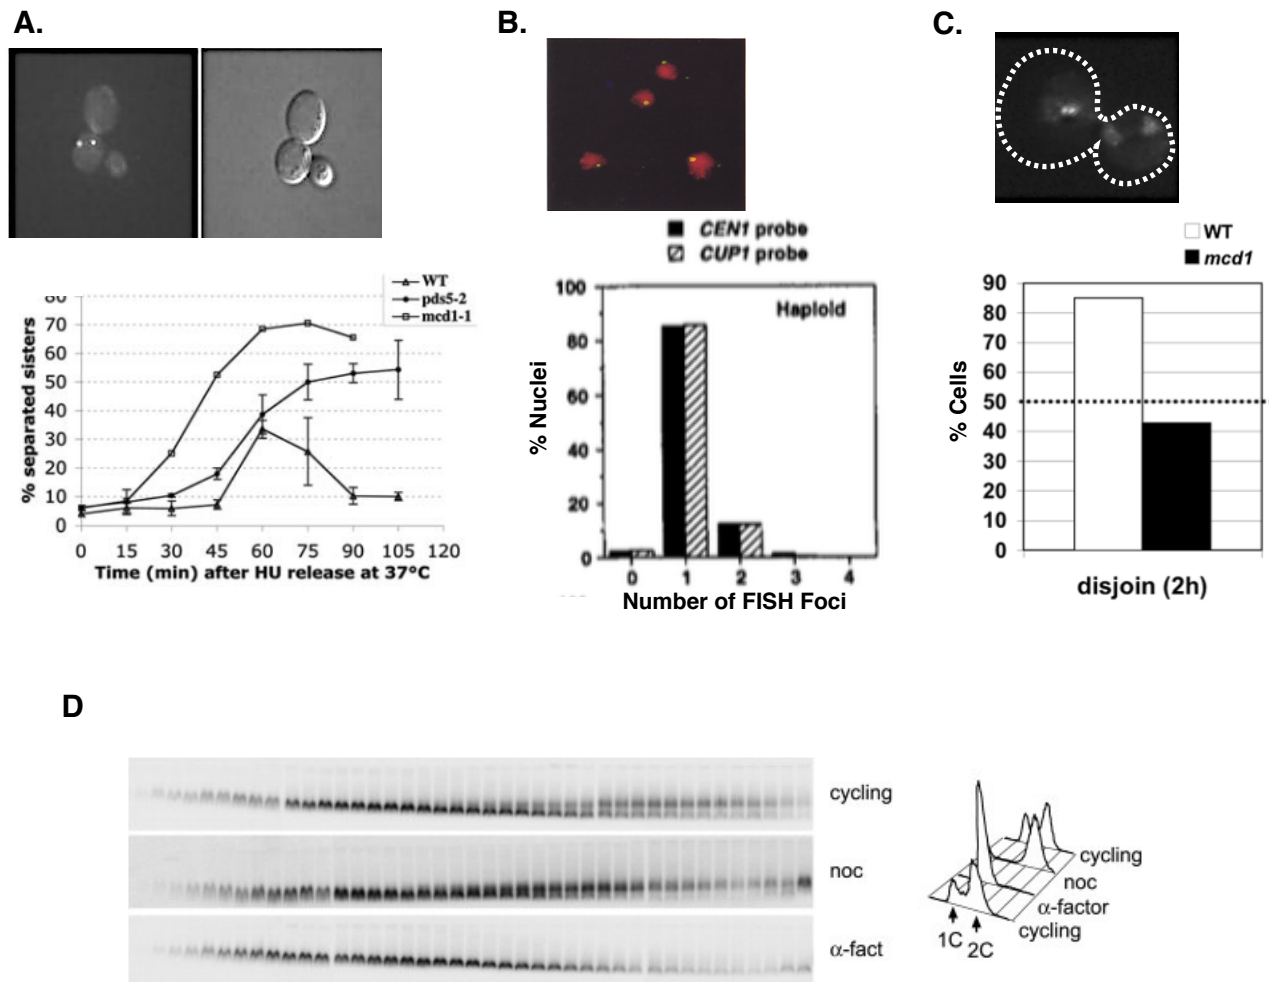 A.
B.
C.
WT
pds5-2
mcd1-1
% separated sisters
70
60
50
40
30
20
10
0
0 15 30 45 60 75 90 105 120
Time (min) after HU release at 37°C
CEN1 probe
CUP1 probe
Haploid
% Nuclei
100
80
60
40
20
0
0 1 2 3 4
Number of FISH Foci
WT
mcd1
% Cells
90
80
70
60
50
40
30
20
10
0
disjoin (2h)
D
cycling
noc
α-fact
cycling
noc
α-factor
cycling
1C 2C